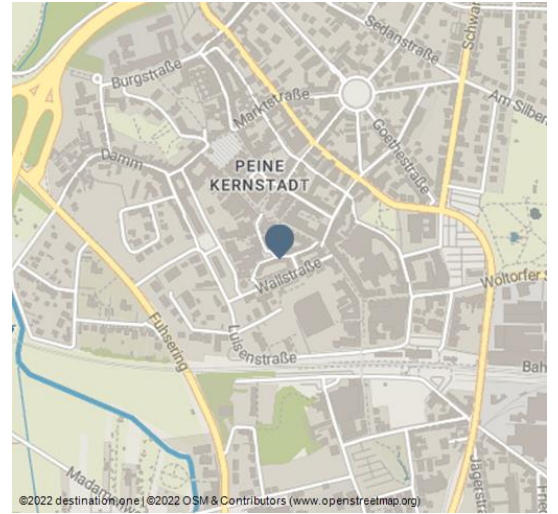 Sedanstraße
Schwar
Burgstraße
Marktstraße
Am Silber
Goethestraße
Damm
PEINE
KERNSTADT
Wallstraße
Woltorfer S
Fuhsering
Luisenstraße
Bah
Jägerstr
©2022 destination.one | ©2022 OSM & Contributors (www.openstreetmap.org)